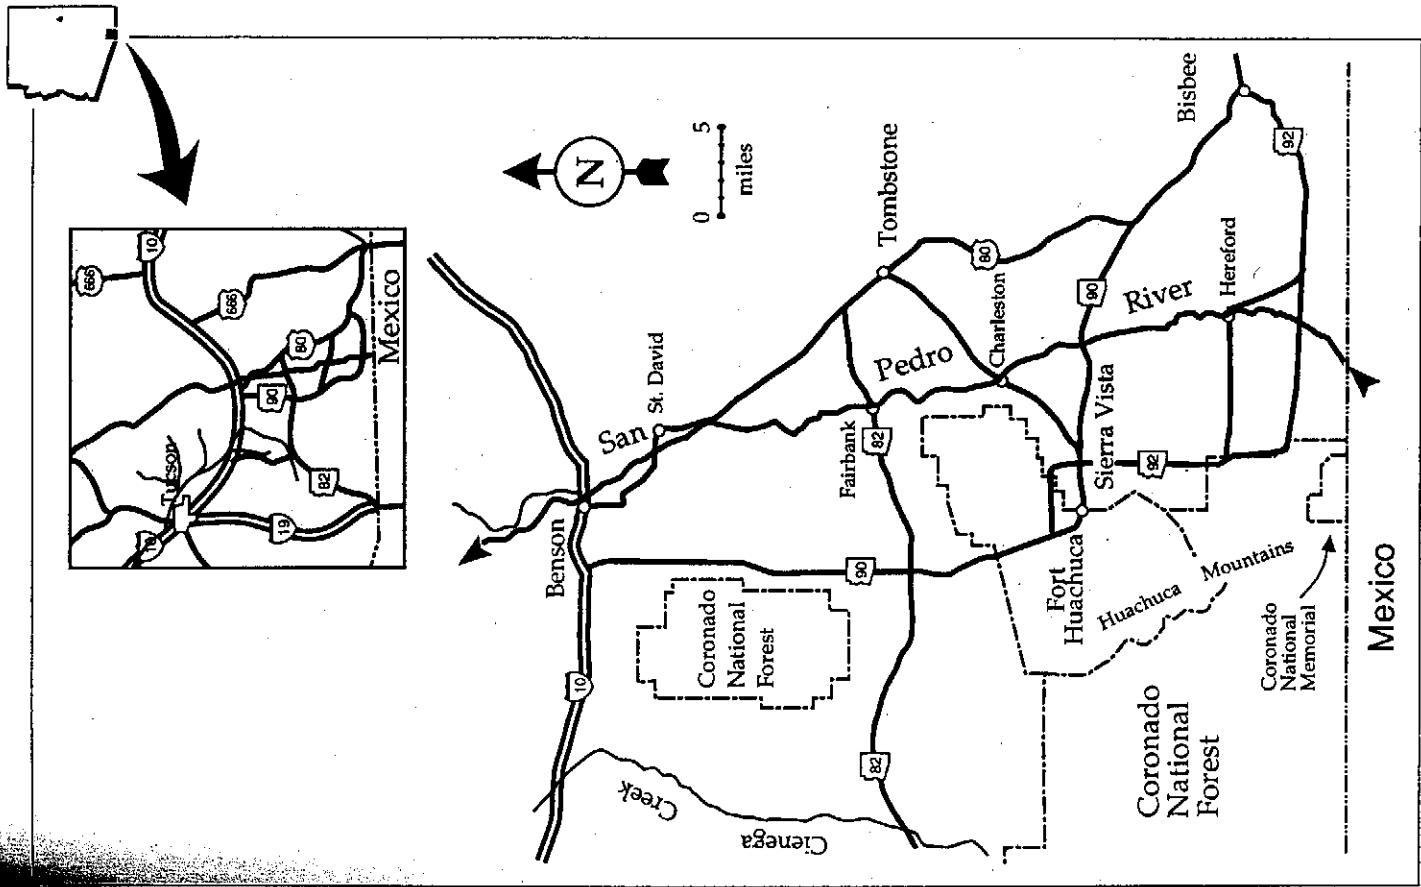 666
10
666
80
Mexico
90
Tucson
82
10
19
N
0 5
miles
Bisbee
92
Tombstone
80
Hereford
90
River
Charleston
Pedro
St. David
San
Fairbank
82
Sierra Vista
92
Benson
90
Fort
Huachuca
Huachuca Mountains
Coronado
National
Forest
10
Coronado
National
Memorial
Mexico
82
Coronado
National
Forest
Cienega
Creek